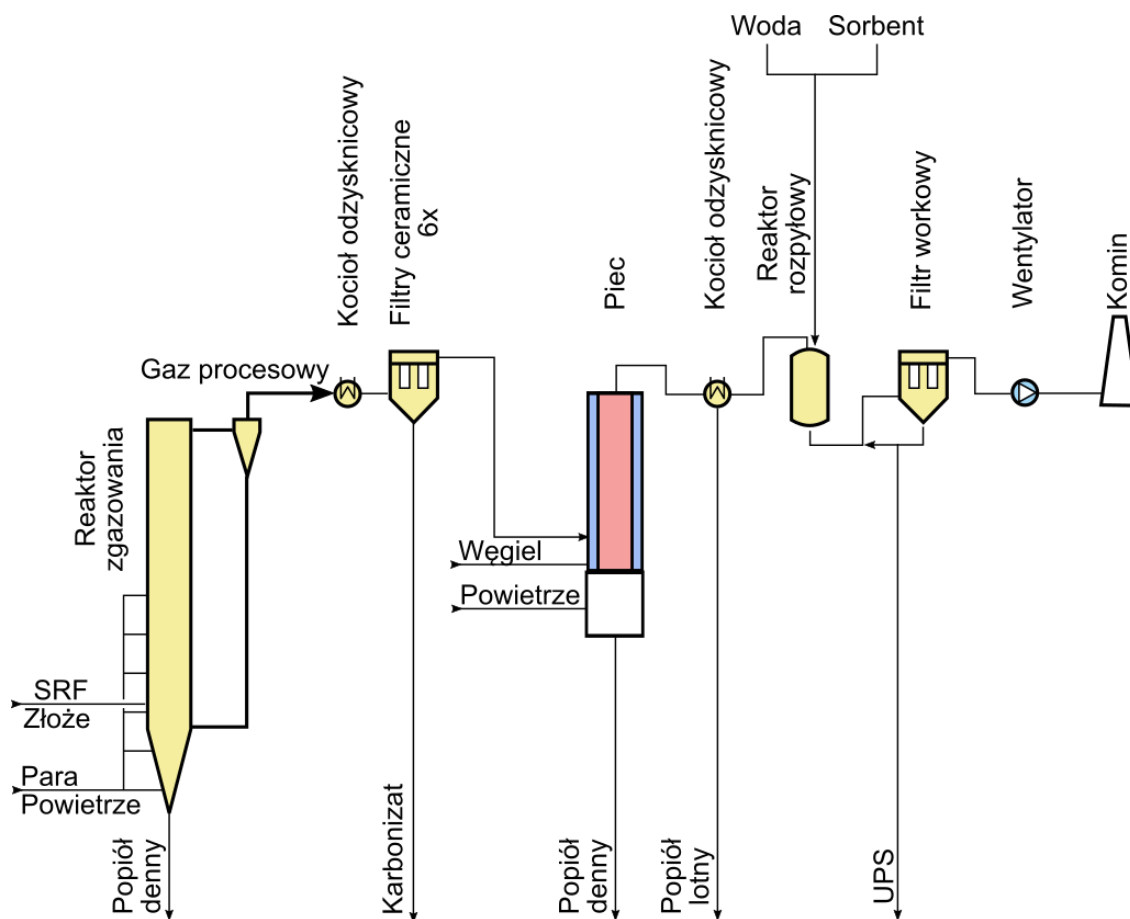 Woda
Sorbent
Kocioł odzysknicowy
Filtry ceramiczne
6x
Piec
Kocioł odzysknicowy
Reaktor
rozpyłowy
Filtr workowy
Wentylator
Komin
Gaz procesowy
Reaktor
zgazowania
Węgiel
Powietrze
SRF
Złoże
Para
Powietrze
Popiół
denny
Karbonizat
Popiół
denny
Popiół
lotny
UPS